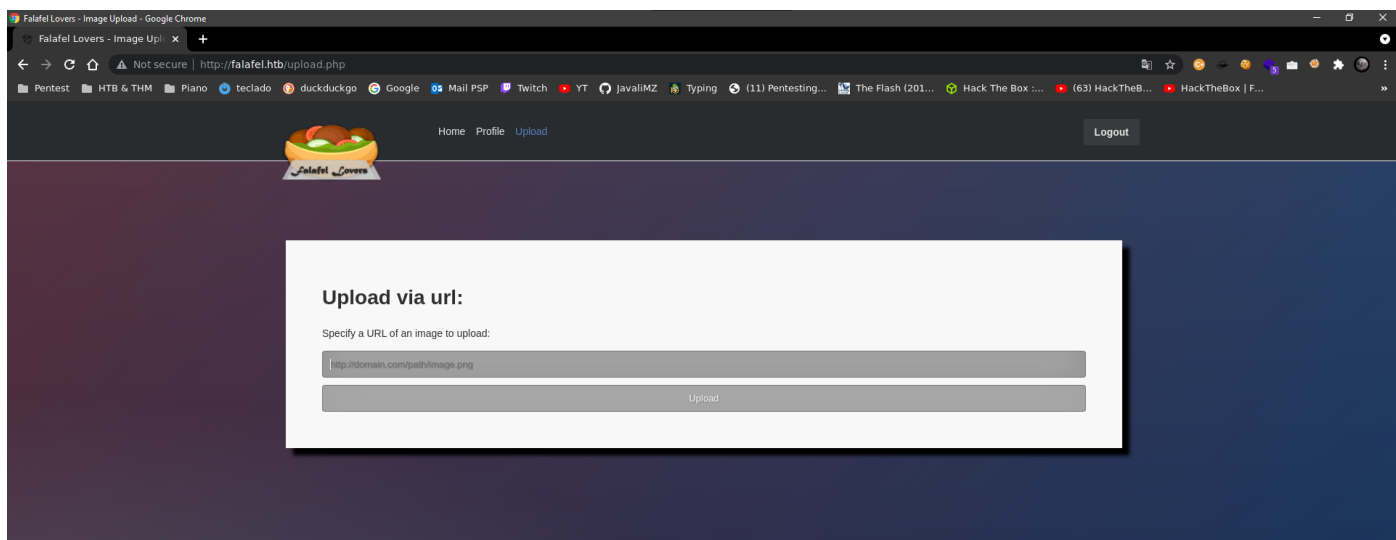 Falafel Lovers - Image Upload - Google Chrome
Falafel Lovers - Image Uplo
Not secure | http://falafel.htb/upload.php
5
Pentest HTB & THM Piano teclado duckduckgo Google Mail PSP Twitch YT JavaliMZ Typing (11) Pentesting... The Flash (201... Hack The Box :... (63) HackTheB... HackTheBox | F... »
Home Profile Upload Logout
Falafel Lovers
Upload via url:
Specify a URL of an image to upload:
http://domain.com/path/image.png
Upload